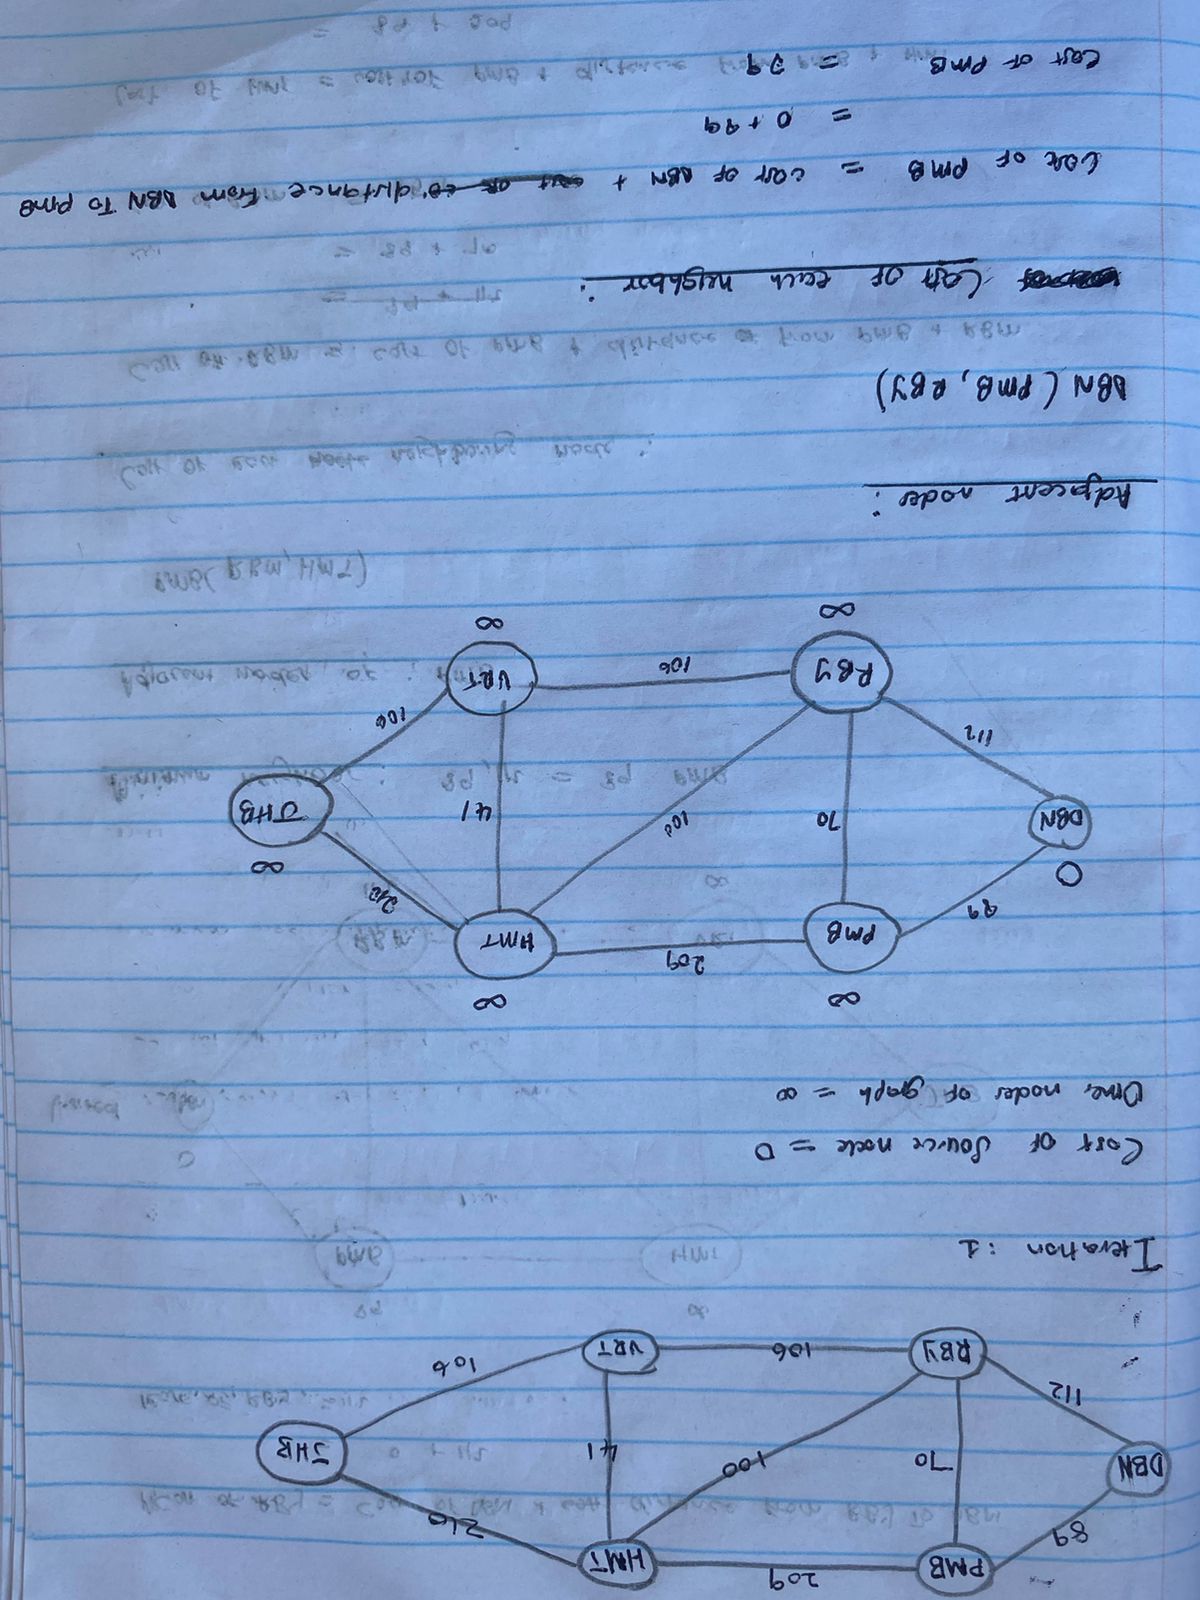 PMB 209 HMT
89 210
DBN 70 100 41 JHB
112
RBY 106 VRT 106
Iteration : 1
Cost of Source node = 0
Other nodes of graph = ∞
∞ ∞
PMB 209 HMT
89 210
0 ∞
DBN 70 100 41 JHB
112 106
RBY 106 VRT
∞ ∞
Adjacent nodes :
DBN ( PMB, RBY)
Cost of each neighbor :
Cost of PMB = cost of DBN + distance from DBN To PMB
= 0 + 89
Cost of PMB = 89